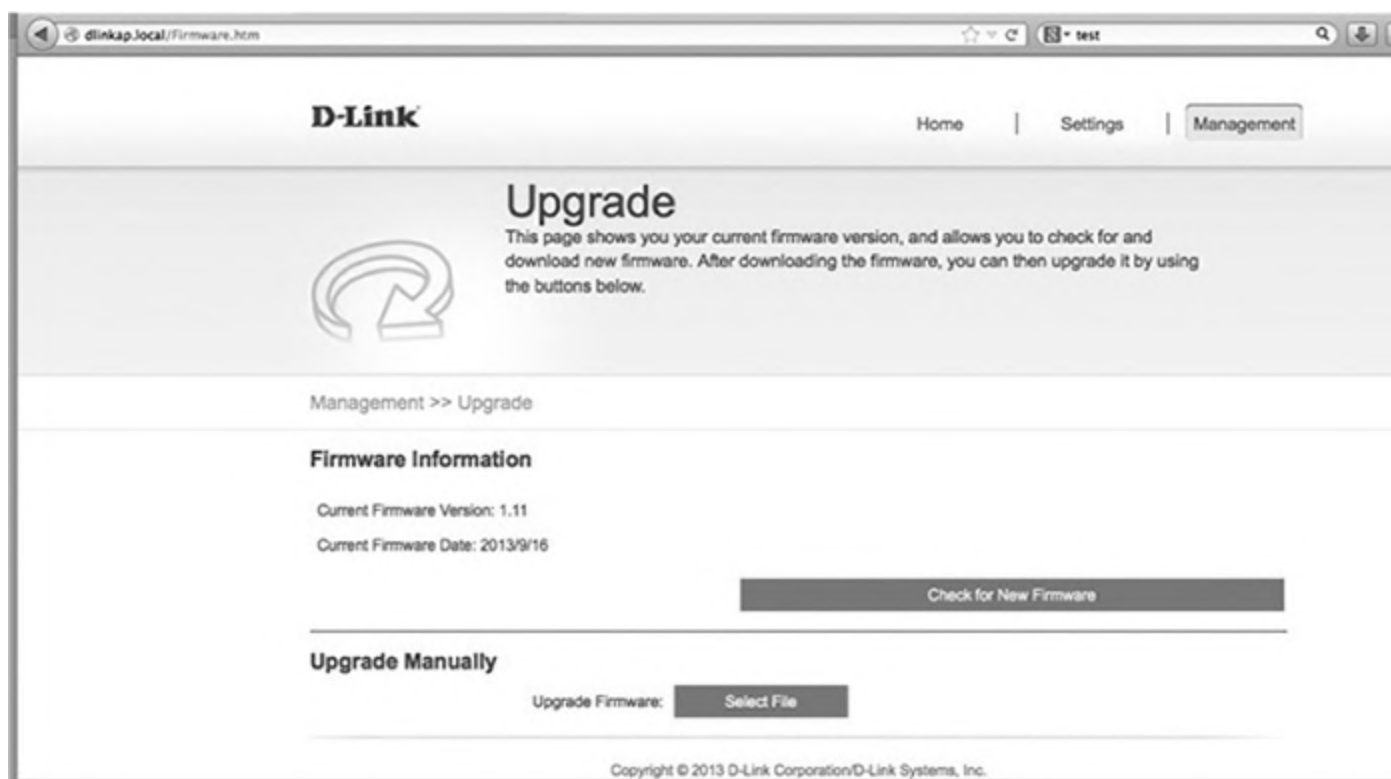 dlinkap.local/Firmware.htm
test
D-Link
Home | Settings | Management
Upgrade
This page shows you your current firmware version, and allows you to check for and
download new firmware. After downloading the firmware, you can then upgrade it by using
the buttons below.
Management >> Upgrade
Firmware Information
Current Firmware Version: 1.11
Current Firmware Date: 2013/9/16
Check for New Firmware
Upgrade Manually
Upgrade Firmware: Select File
Copyright © 2013 D-Link Corporation/D-Link Systems, Inc.